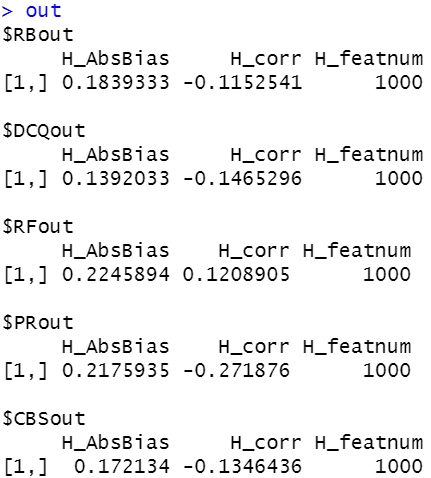 > out
$RBout
H_AbsBias H_corr H_featnum
[1,] 0.1839333 -0.1152541 1000
$DCQout
H_AbsBias H_corr H_featnum
[1,] 0.1392033 -0.1465296 1000
$RFout
H_AbsBias H_corr H_featnum
[1,] 0.2245894 0.1208905 1000
$PRout
H_AbsBias H_corr H_featnum
[1,] 0.2175935 -0.271876 1000
$CBSout
H_AbsBias H_corr H_featnum
[1,] 0.172134 -0.1346436 1000